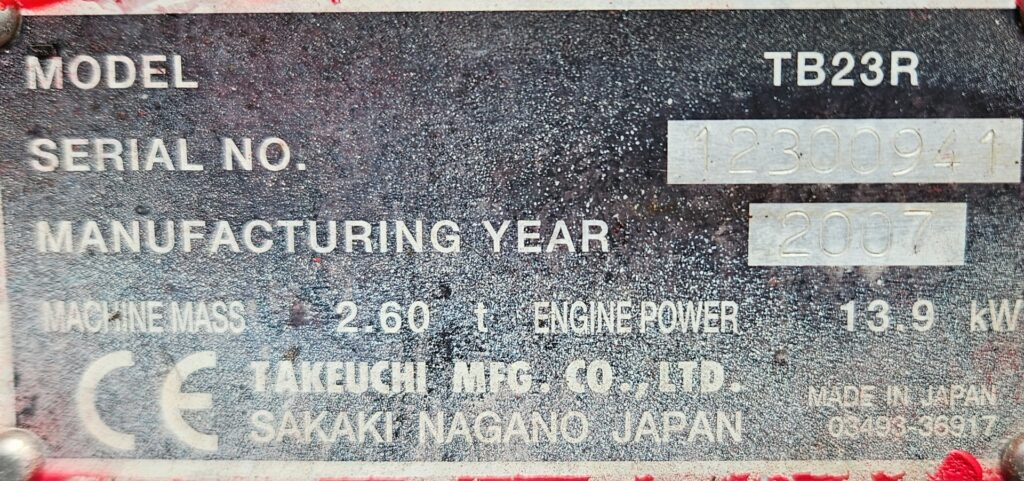 MODEL TB23R
SERIAL NO. 12300941
MANUFACTURING YEAR 2007
MACHINE MASS 2.60 t ENGINE POWER 13.9 kW
CE TAKEUCHI MFG. CO., LTD.
SAKAKI NAGANO JAPAN
MADE IN JAPAN
03493-36917